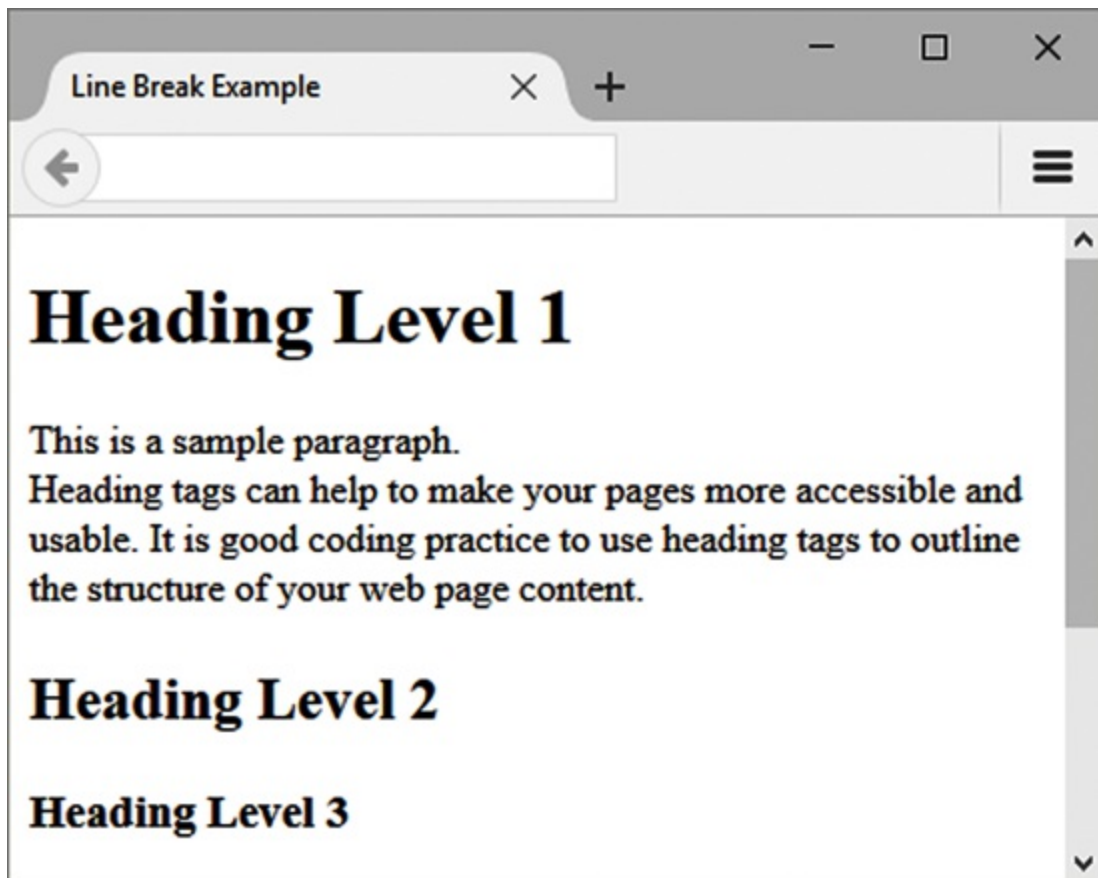 Line Break Example
Heading Level 1
This is a sample paragraph.
Heading tags can help to make your pages more accessible and
usable. It is good coding practice to use heading tags to outline
the structure of your web page content.
Heading Level 2
Heading Level 3